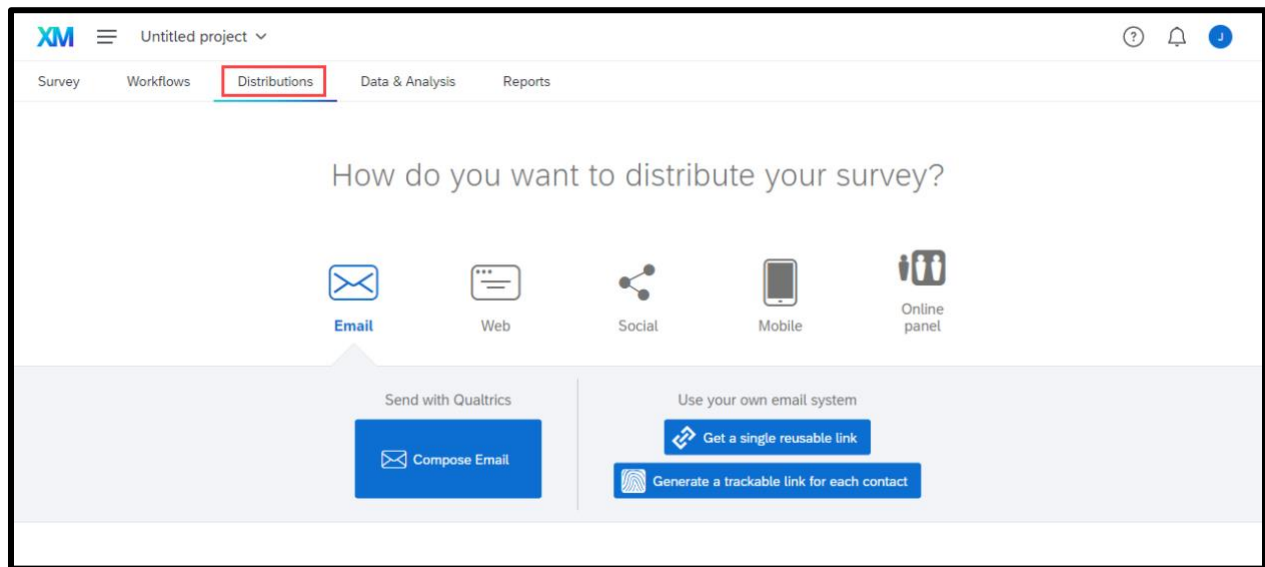 XM Untitled project
J
Survey Workflows Distributions Data & Analysis Reports
How do you want to distribute your survey?
Email Web Social Mobile Online panel
Send with Qualtrics
Compose Email
Use your own email system
Get a single reusable link
Generate a trackable link for each contact